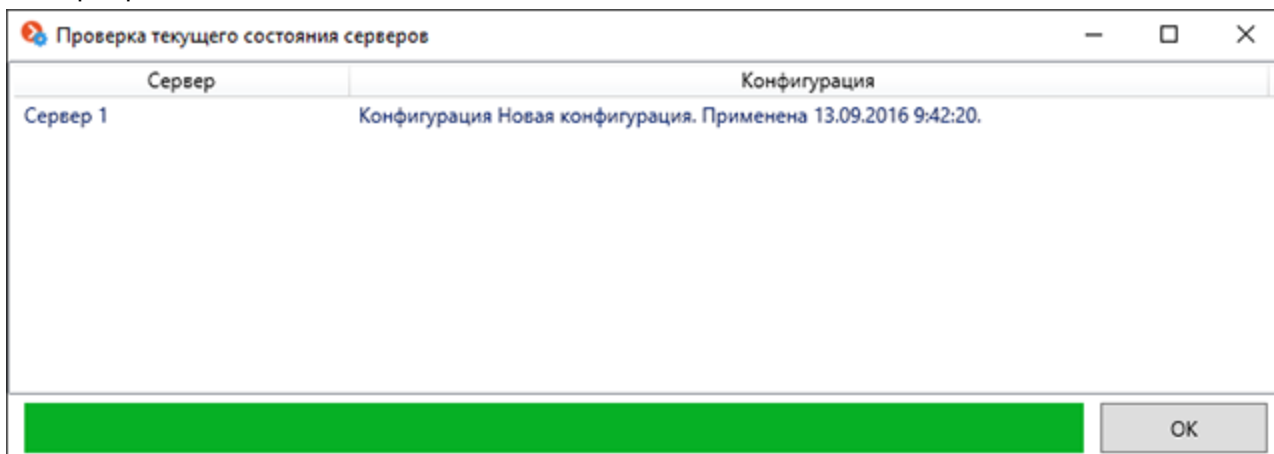 Проверка текущего состояния серверов
Сервер Конфигурация
Сервер 1 Конфигурация Новая конфигурация. Применена 13.09.2016 9:42:20.
OK